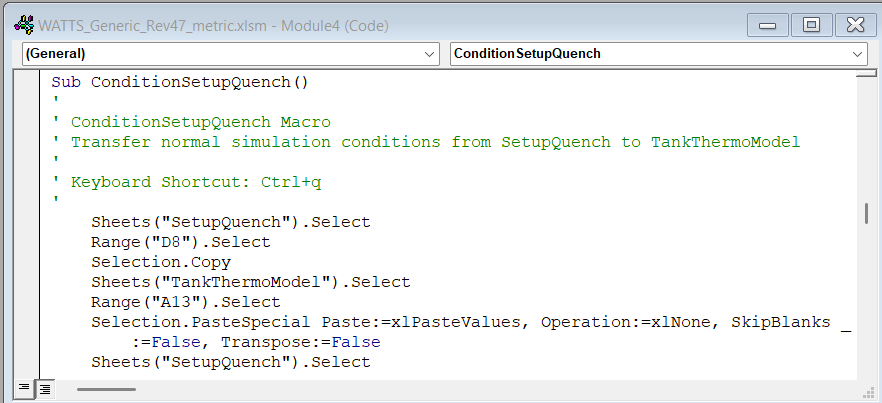 WATTS_Generic_Rev47_metric.xlsm - Module4 (Code)
(General) ConditionSetupQuench
Sub ConditionSetupQuench()
'
' ConditionSetupQuench Macro
' Transfer normal simulation conditions from SetupQuench to TankThermoModel
'
' Keyboard Shortcut: Ctrl+q
'
    Sheets("SetupQuench").Select
    Range("D8").Select
    Selection.Copy
    Sheets("TankThermoModel").Select
    Range("A13").Select
    Selection.PasteSpecial Paste:=xlPasteValues, Operation:=xlNone, SkipBlanks _
        :=False, Transpose:=False
    Sheets("SetupQuench").Select